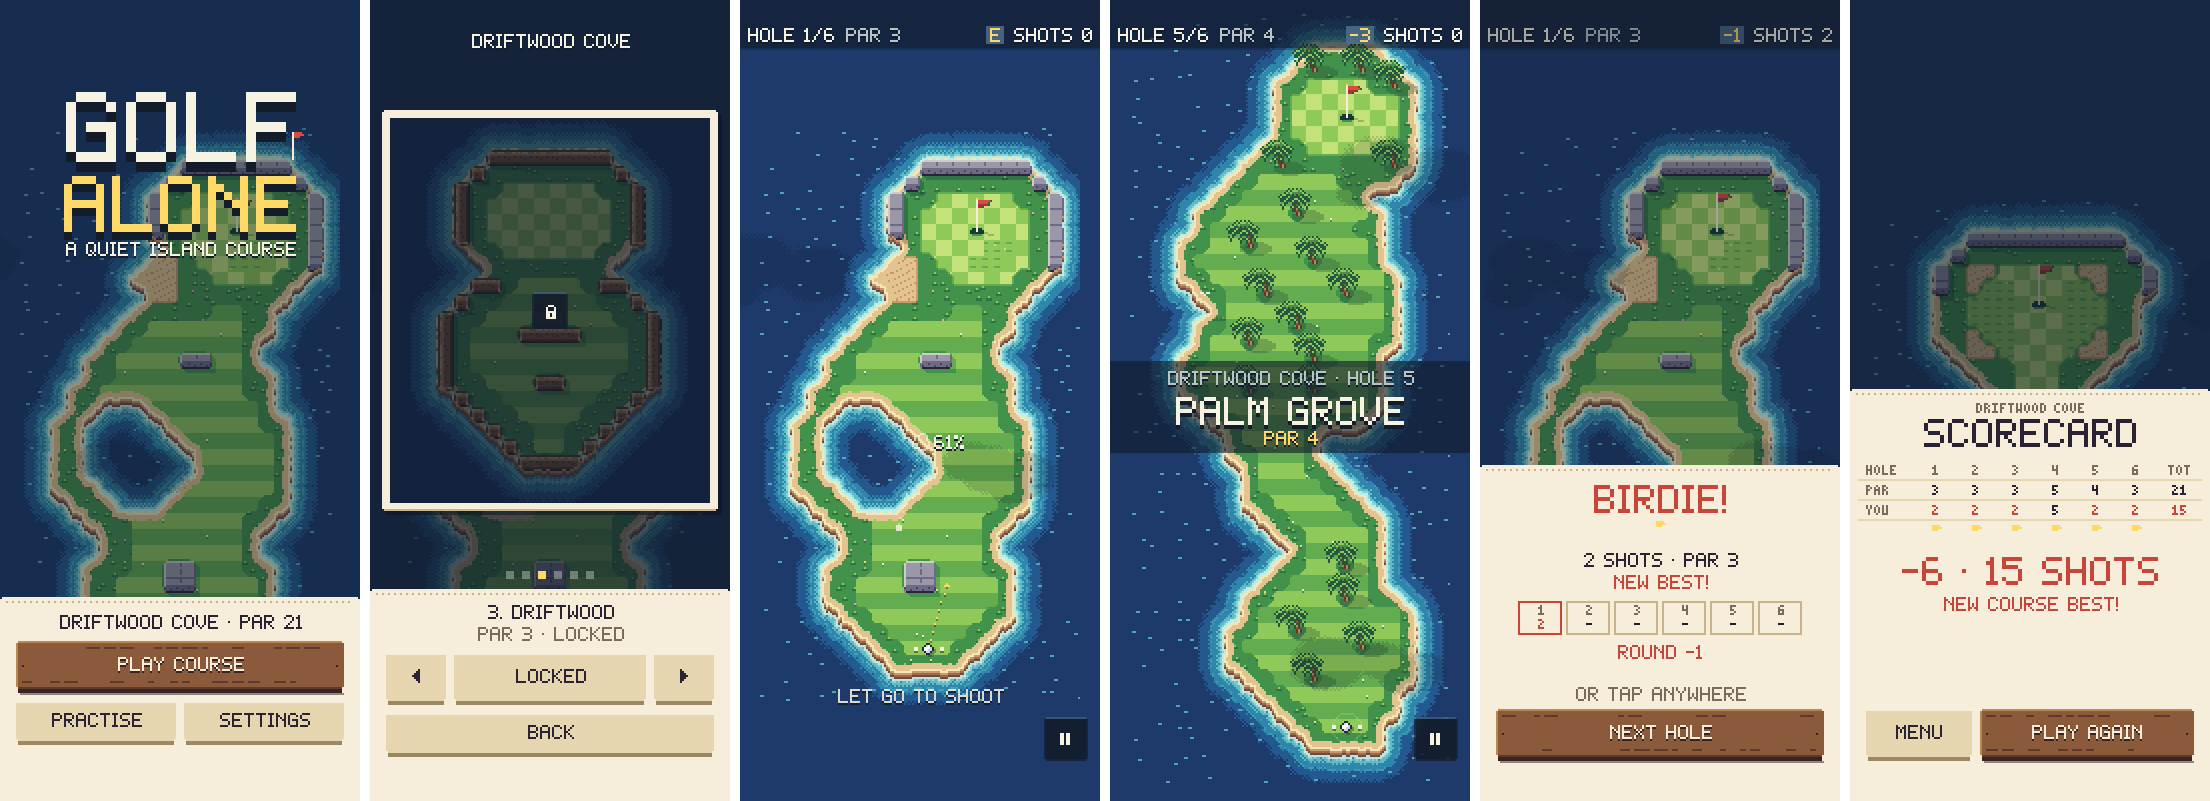 GOLF
ALONE
A QUIET ISLAND COURSE
DRIFTWOOD COVE · PAR 21
PLAY COURSE
PRACTISE SETTINGS
DRIFTWOOD COVE
3. DRIFTWOOD
PAR 3 · LOCKED
LOCKED
BACK
HOLE 1/6 PAR 3 E SHOTS 0
61%
LET GO TO SHOOT
HOLE 5/6 PAR 4 -3 SHOTS 0
DRIFTWOOD COVE · HOLE 5
PALM GROVE
PAR 4
HOLE 1/6 PAR 3 -1 SHOTS 2
BIRDIE!
2 SHOTS · PAR 3
NEW BEST!
1 2 3 4 5 6
2 - - - - -
ROUND -1
OR TAP ANYWHERE
NEXT HOLE
DRIFTWOOD COVE
SCORECARD
HOLE 1 2 3 4 5 6 TOT
PAR 3 3 3 5 4 3 21
YOU 2 2 2 5 2 2 15
-6 · 15 SHOTS
NEW COURSE BEST!
MENU PLAY AGAIN